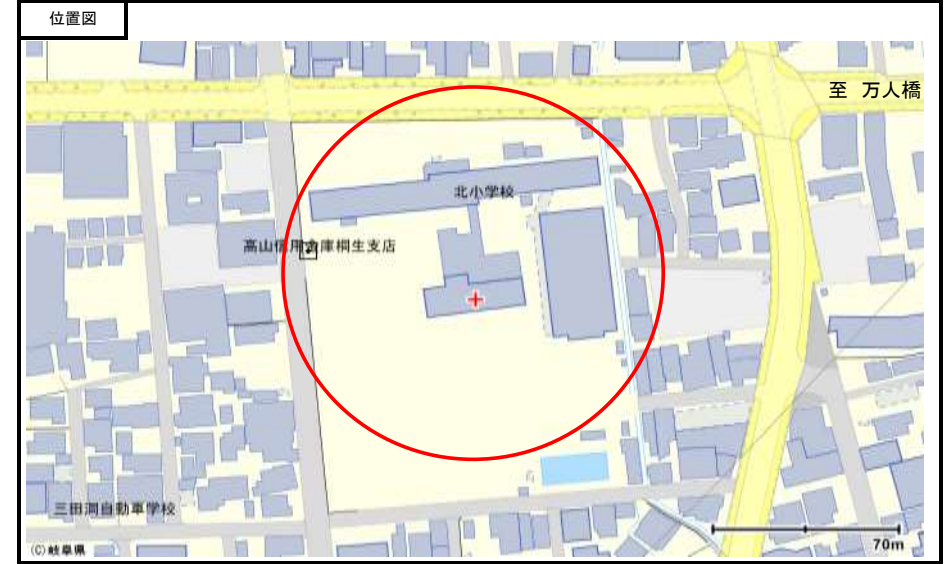 位置図
至 万人橋
北小学校
高山信用金庫桐生支店
三田洞自動車学校
(C)岐阜県
70m